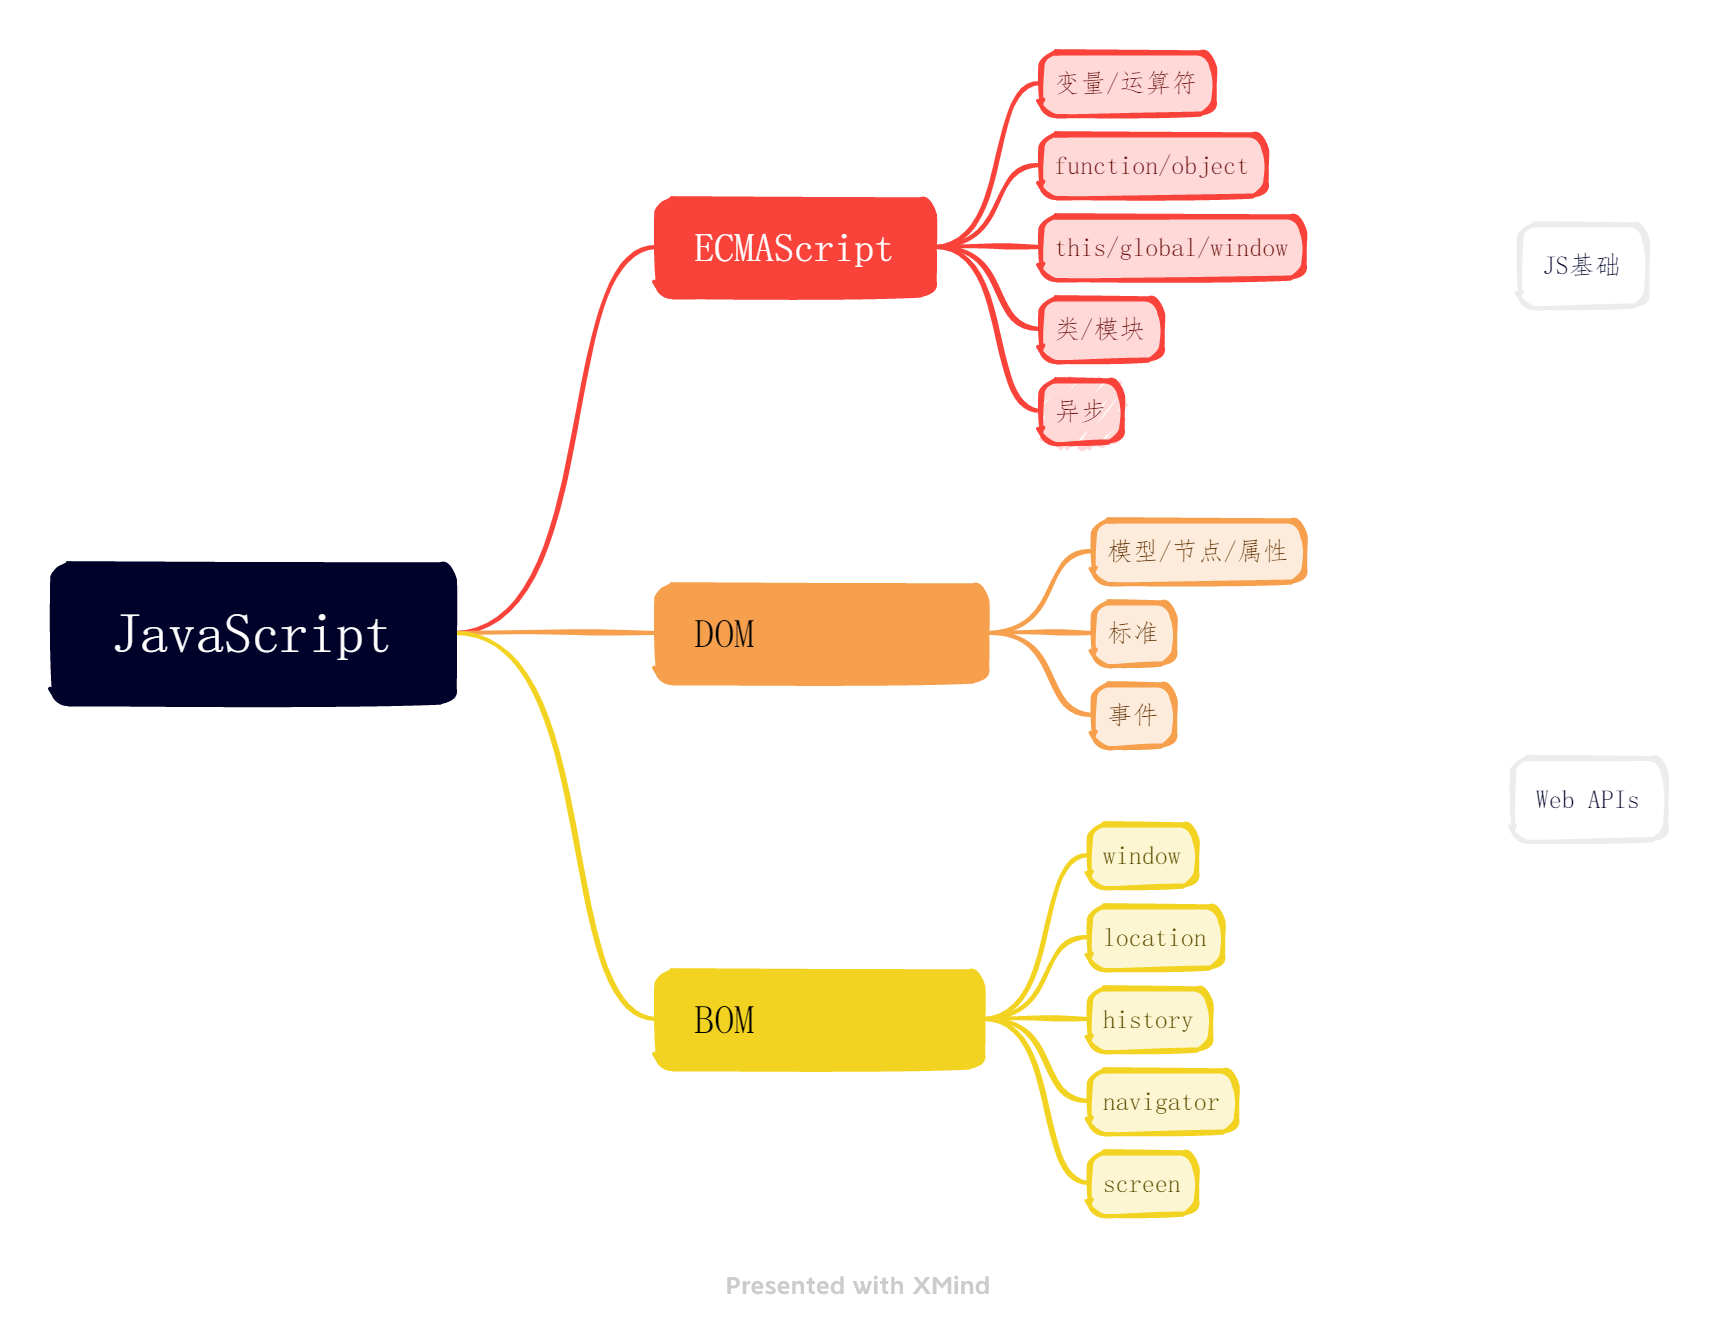 JavaScript
ECMAScript
变量/运算符
function/object
this/global/window
类/模块
异步
DOM
模型/节点/属性
标准
事件
BOM
window
location
history
navigator
screen
JS基础
Web APIs
Presented with XMind